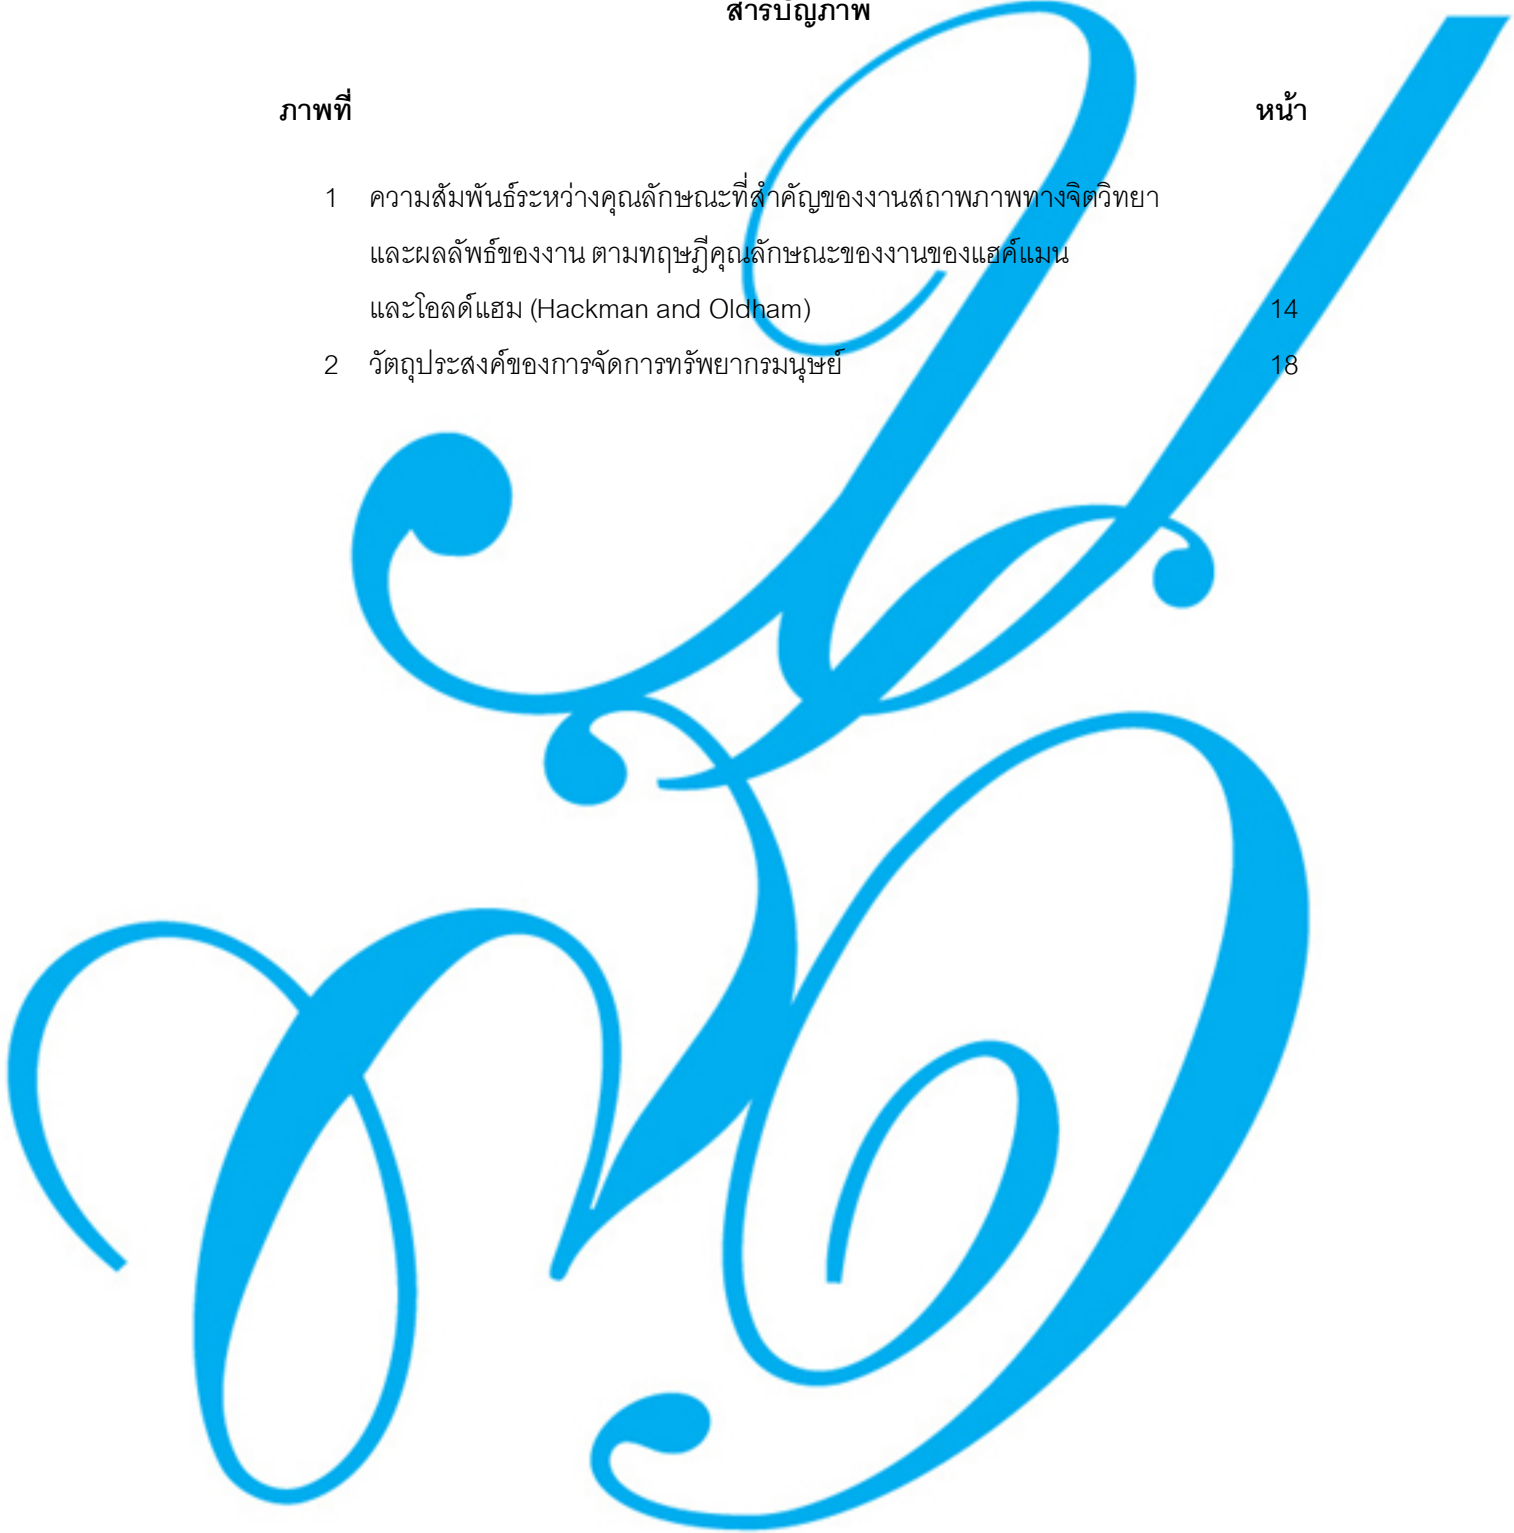 สารบัญภาพ
ภาพที่ หน้า
1 ความสัมพันธ์ระหว่างคุณลักษณะที่สำคัญของงานสถาพภาพทางจิตวิทยา
และผลลัพธ์ของงาน ตามทฤษฎีคุณลักษณะของงานของแฮค์แมน
และโอลด์แฮม (Hackman and Oldham) 14
2 วัตถุประสงค์ของการจัดการทรัพยากรมนุษย์ 18